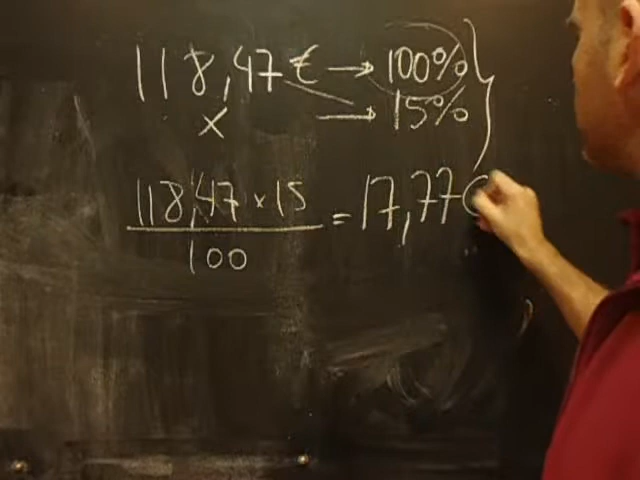 118,47 € → 100%
x → 15%
118,47 x 15
100
= 17,77 €